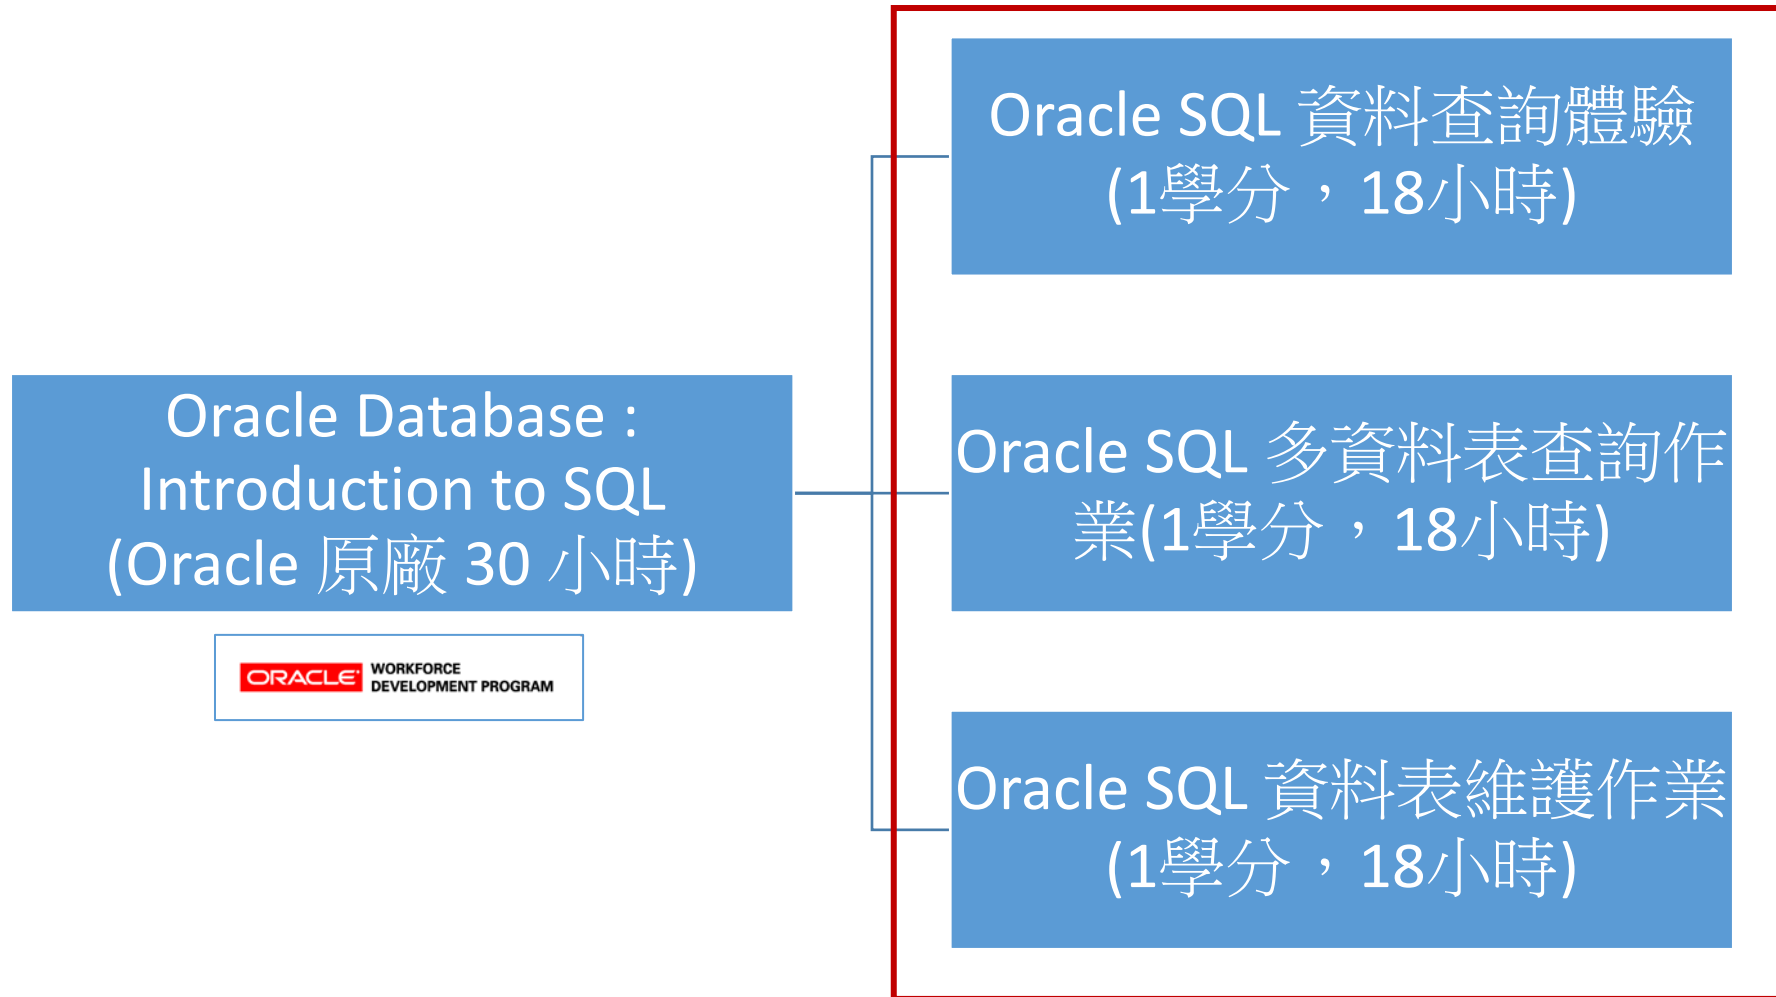 Oracle Database :
Introduction to SQL
(Oracle 原廠 30 小時)
ORACLE WORKFORCE
DEVELOPMENT PROGRAM
Oracle SQL 資料查詢體驗
(1學分，18小時)
Oracle SQL 多資料表查詢作
業(1學分，18小時)
Oracle SQL 資料表維護作業
(1學分，18小時)